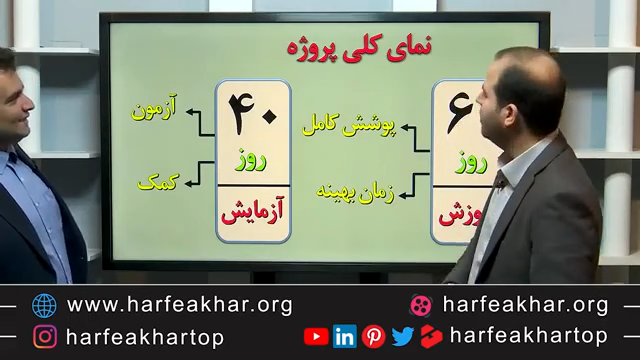 نمای کلی پروژه
۶
روز
پوشش کامل
زمان بهینه
۴۰
روز
آزمایش
آزمون
کمک
www.harfeakhar.org
harfeakhar.org
harfeakhartop
harfeakhartop